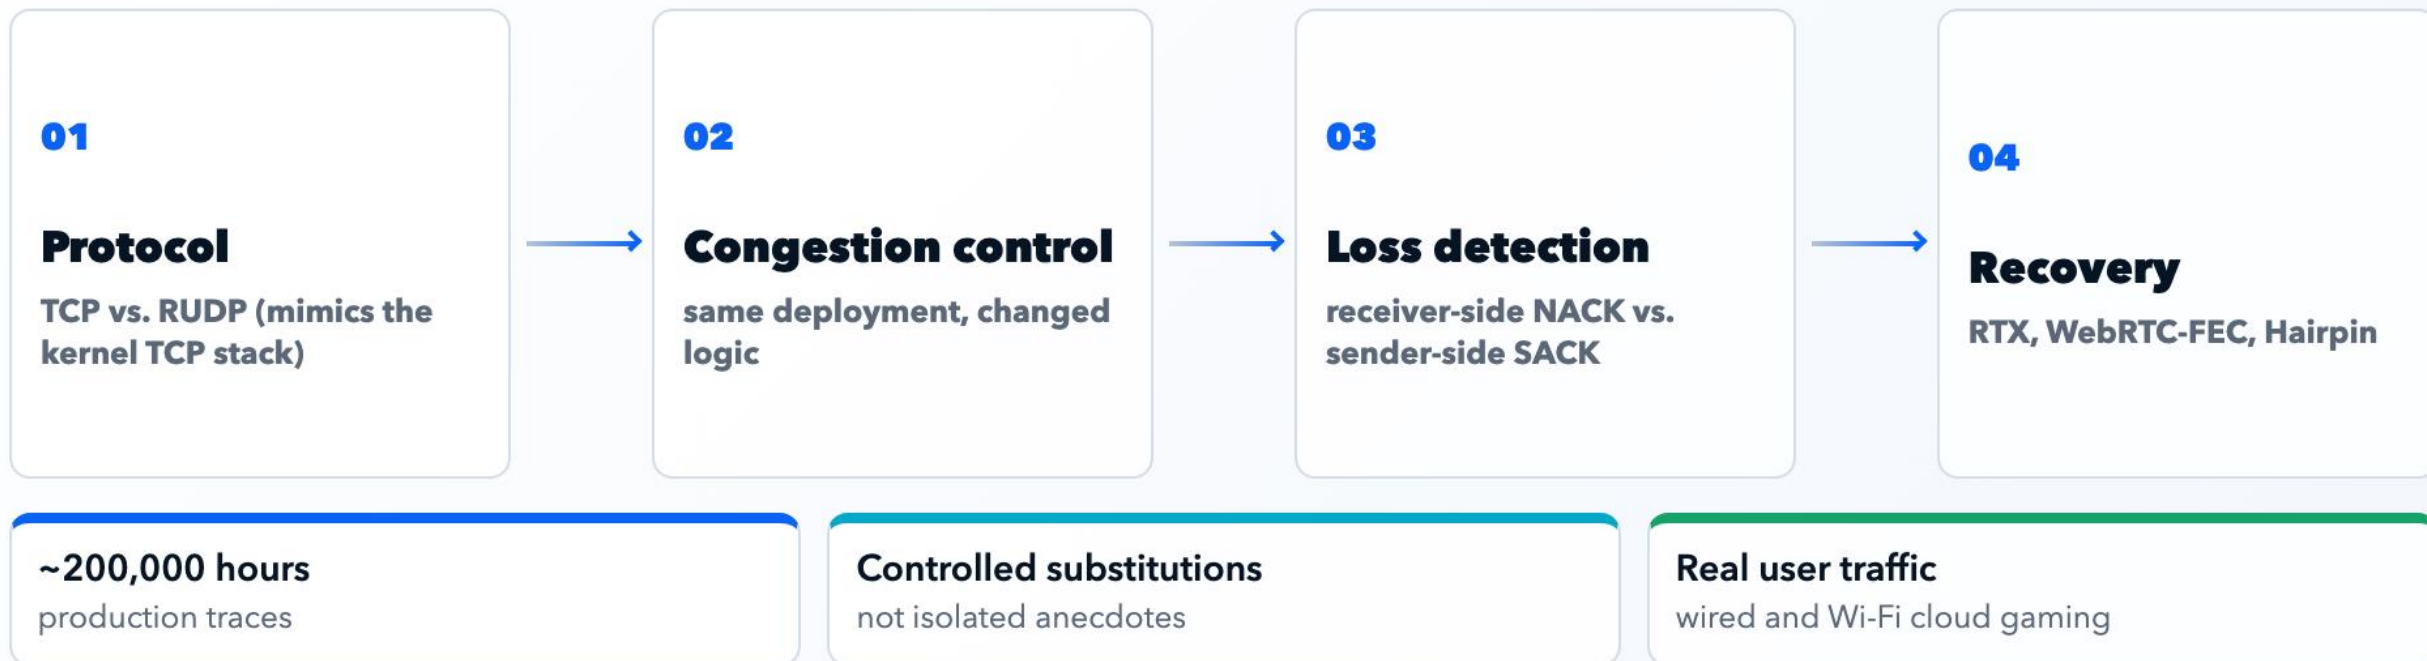 01
Protocol
TCP vs. RUDP (mimics the
kernel TCP stack)
02
Congestion control
same deployment, changed
logic
03
Loss detection
receiver-side NACK vs.
sender-side SACK
04
Recovery
RTX, WebRTC-FEC, Hairpin
~200,000 hours
production traces
Controlled substitutions
not isolated anecdotes
Real user traffic
wired and Wi-Fi cloud gaming